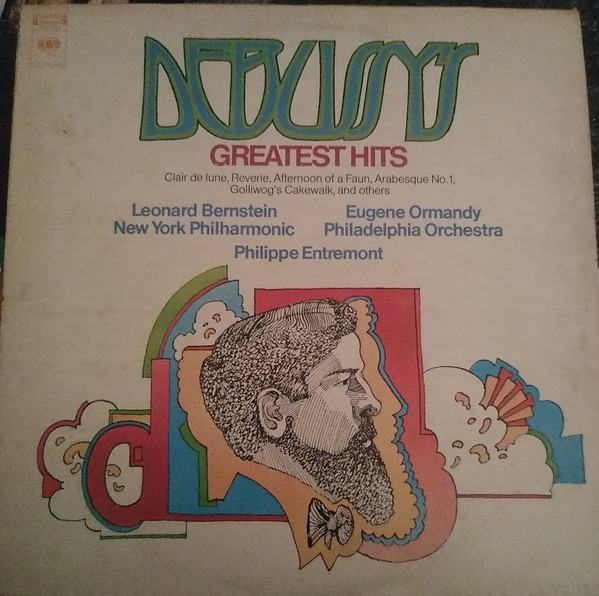 DEBUSSY'S
GREATEST HITS
Clair de lune, Reverie, Afternoon of a Faun, Arabesque No.1,
Golliwog's Cakewalk, and others
Leonard Bernstein
New York Philharmonic
Eugene Ormandy
Philadelphia Orchestra
Philippe Entremont
d